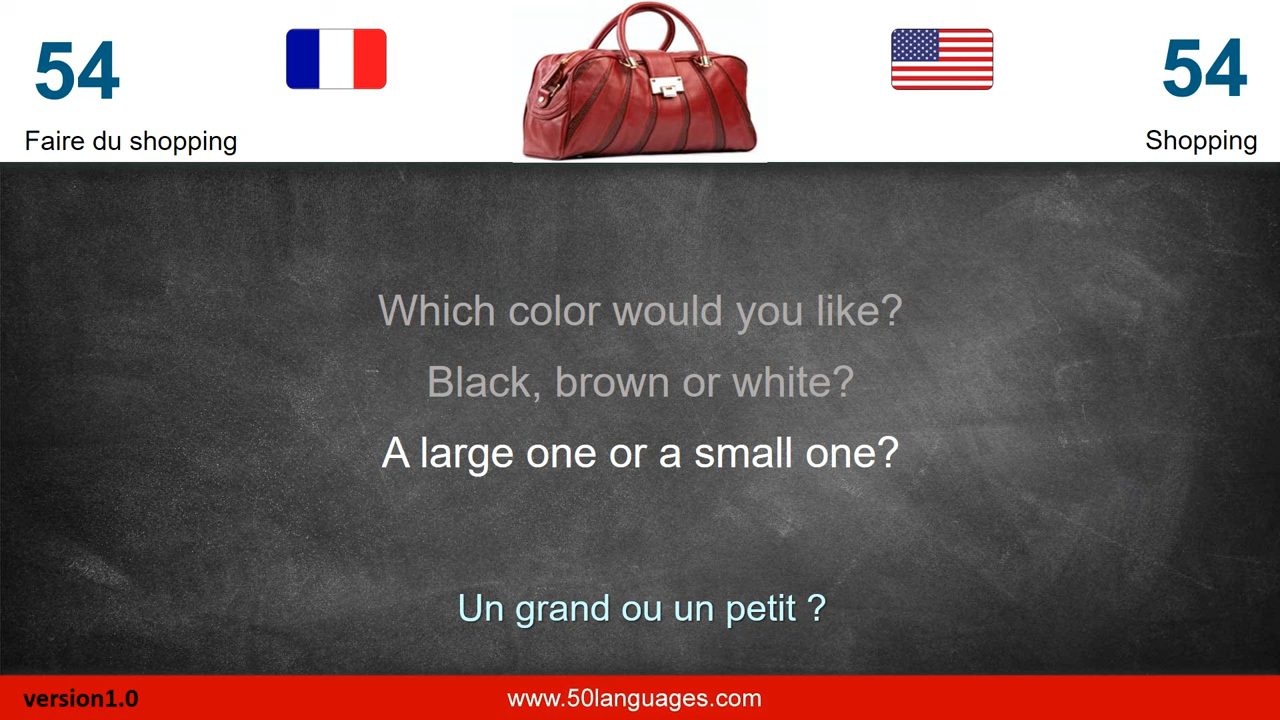 54
54
Faire du shopping
Shopping
Which color would you like?
Black, brown or white?
A large one or a small one?
Un grand ou un petit ?
version1.0
www.50languages.com